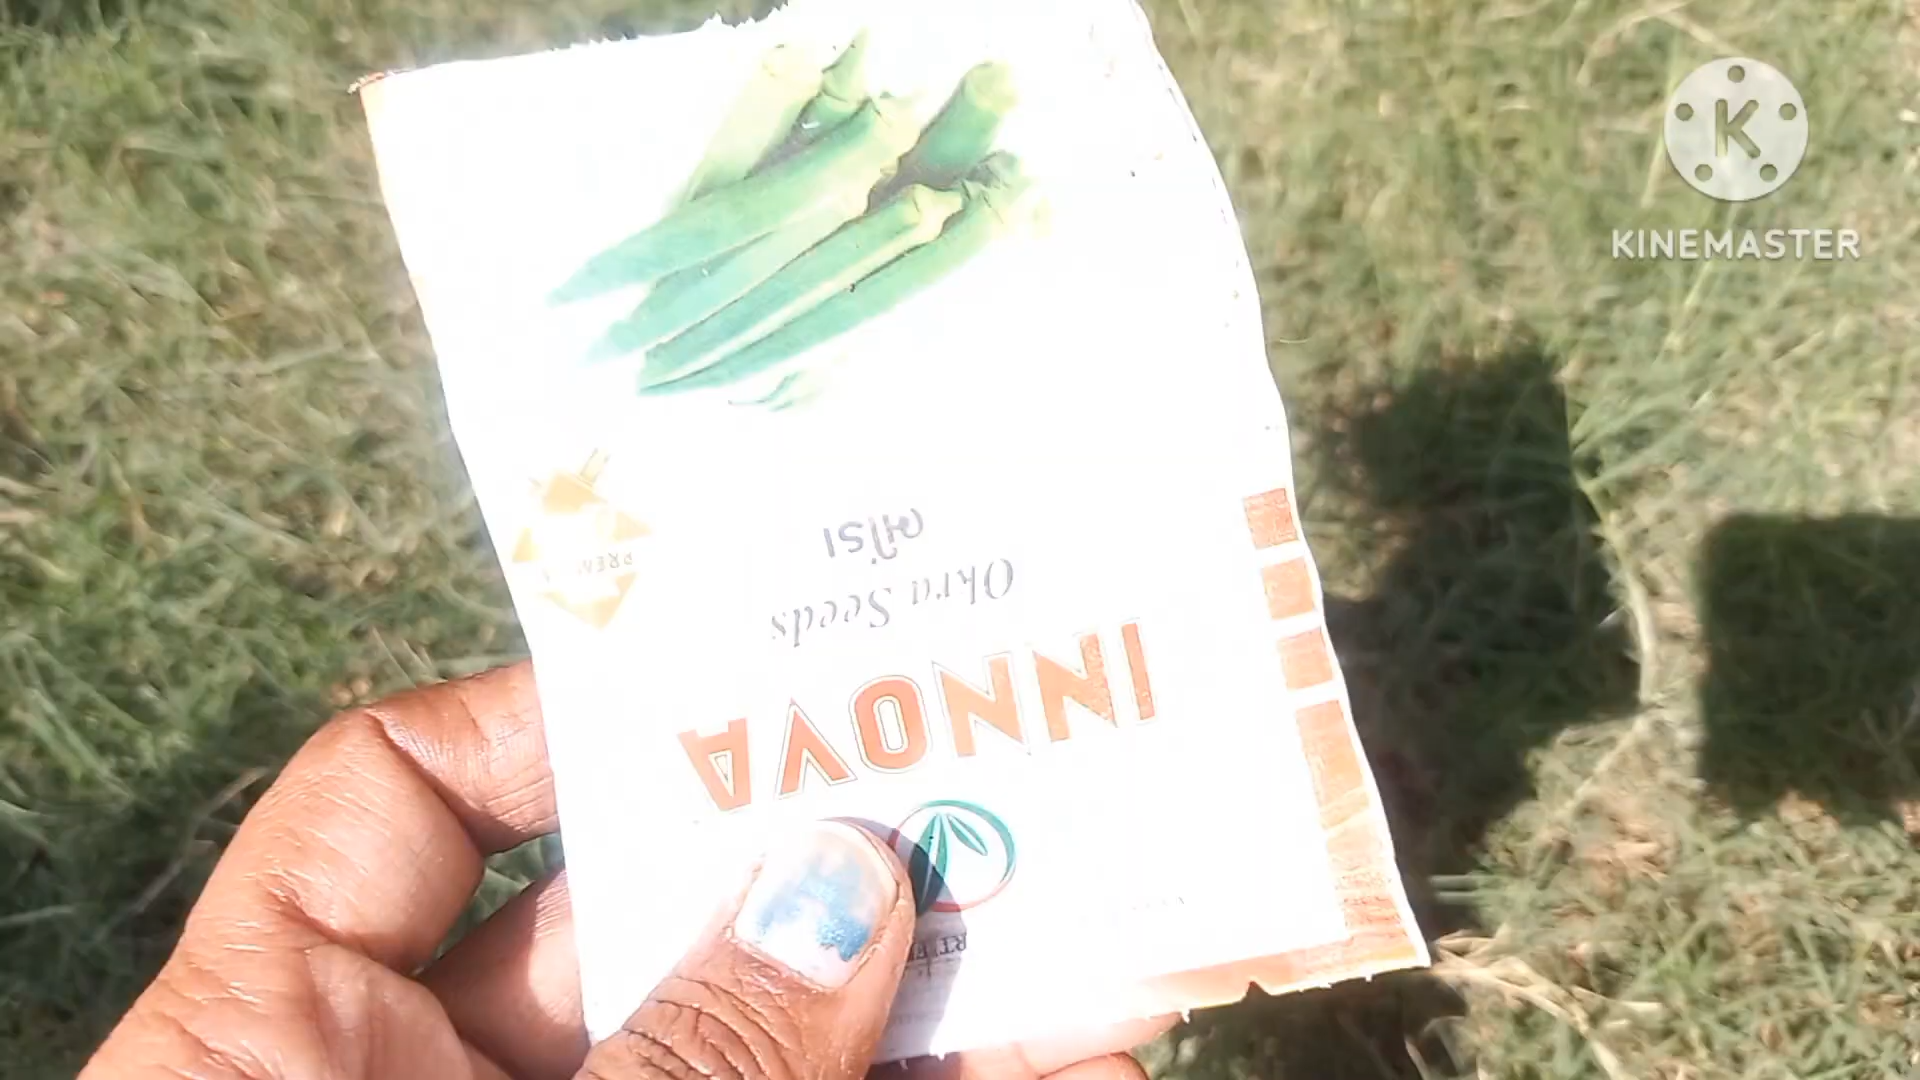 KINEMASTER
INNOVA
Okra Seeds
ભીંડા